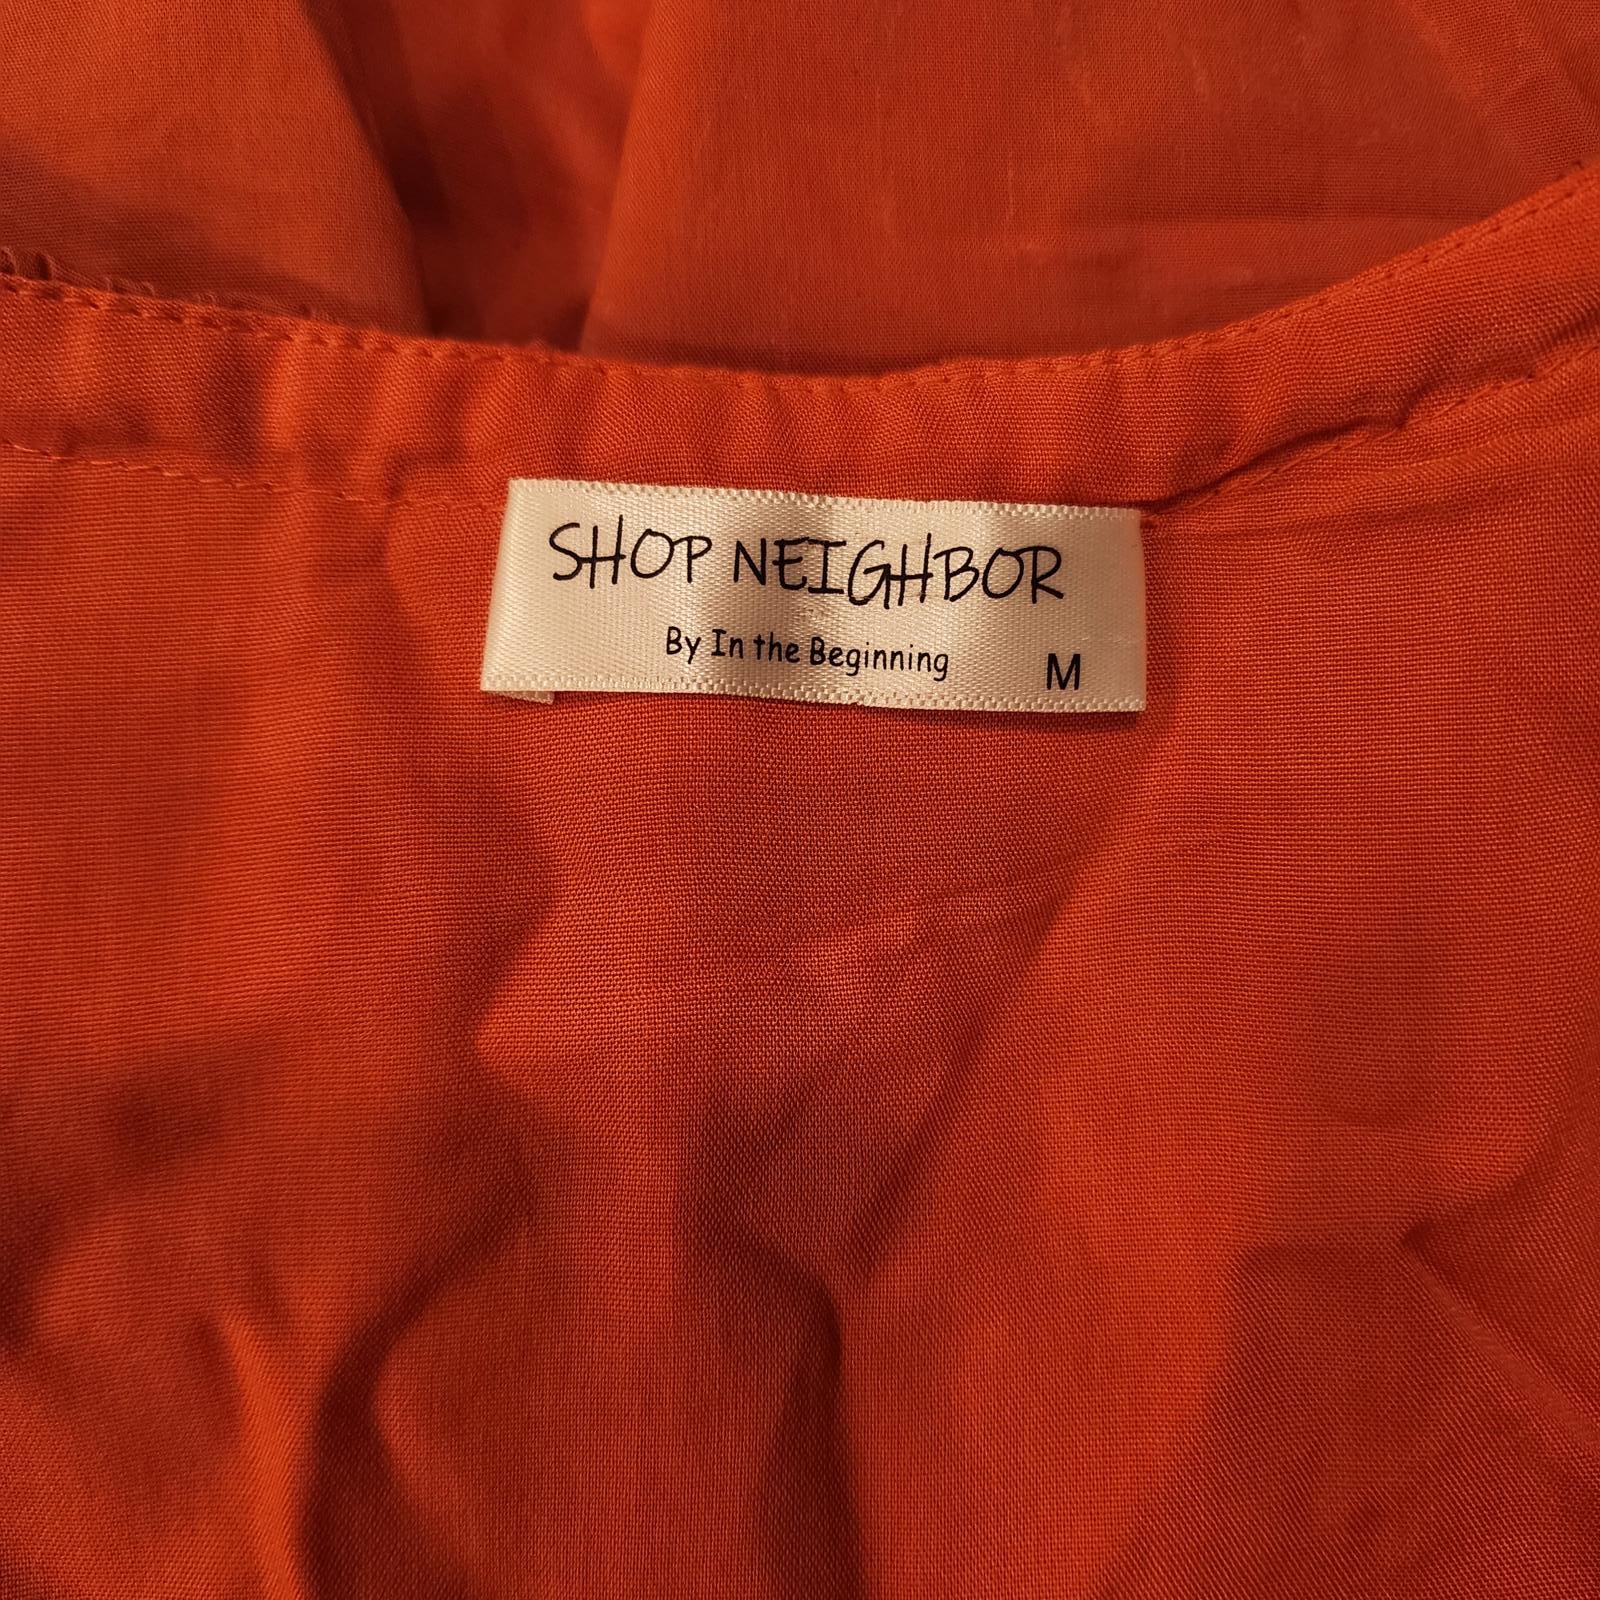 SHOP NEIGHBOR
By In the Beginning
M